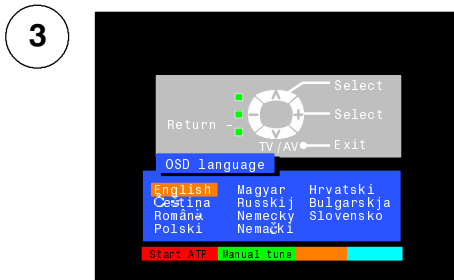 3
Select
Select
Return
TV/AV Exit
OSD language
English Magyar Hrvatski
Čeština Russkij Bulgarskja
Română Nemecky Slovensko
Polski Nemački
Start ATP Manual tune